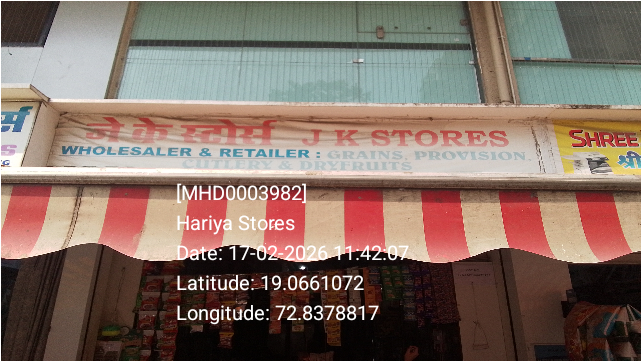 जे. के. स्टोर्स J K STORES
WHOLESALER & RETAILER : GRAINS, PROVISION,
CUTLERY & DRYFRUITS
SHREE
श्री
[MHD0003982]
Hariya Stores
Date: 17-02-2026 11:42:07
Latitude: 19.0661072
Longitude: 72.8378817